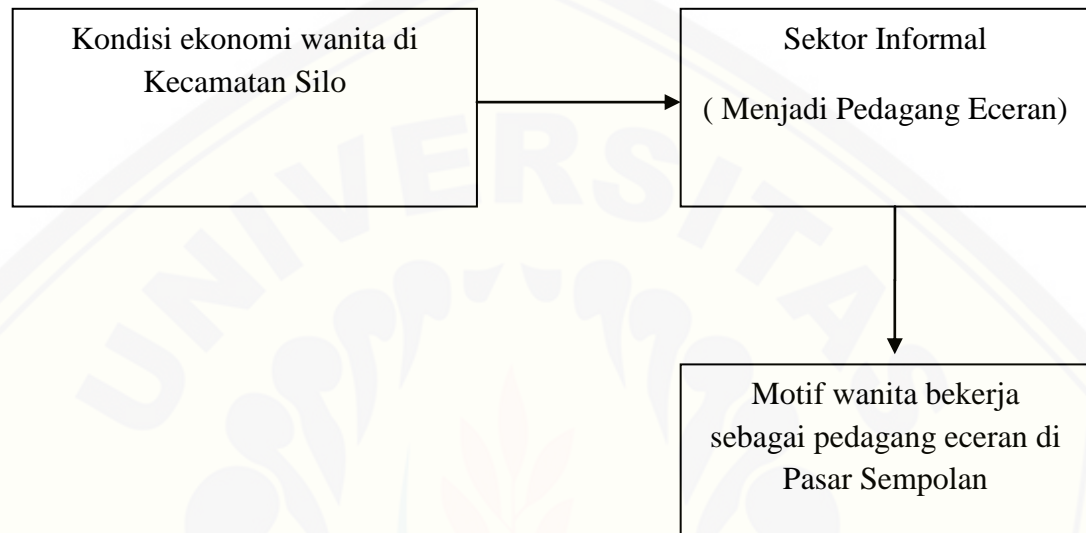 Kondisi ekonomi wanita di
Kecamatan Silo
Sektor Informal
( Menjadi Pedagang Eceran)
Motif wanita bekerja
sebagai pedagang eceran di
Pasar Sempolan
UNIVERSITAS